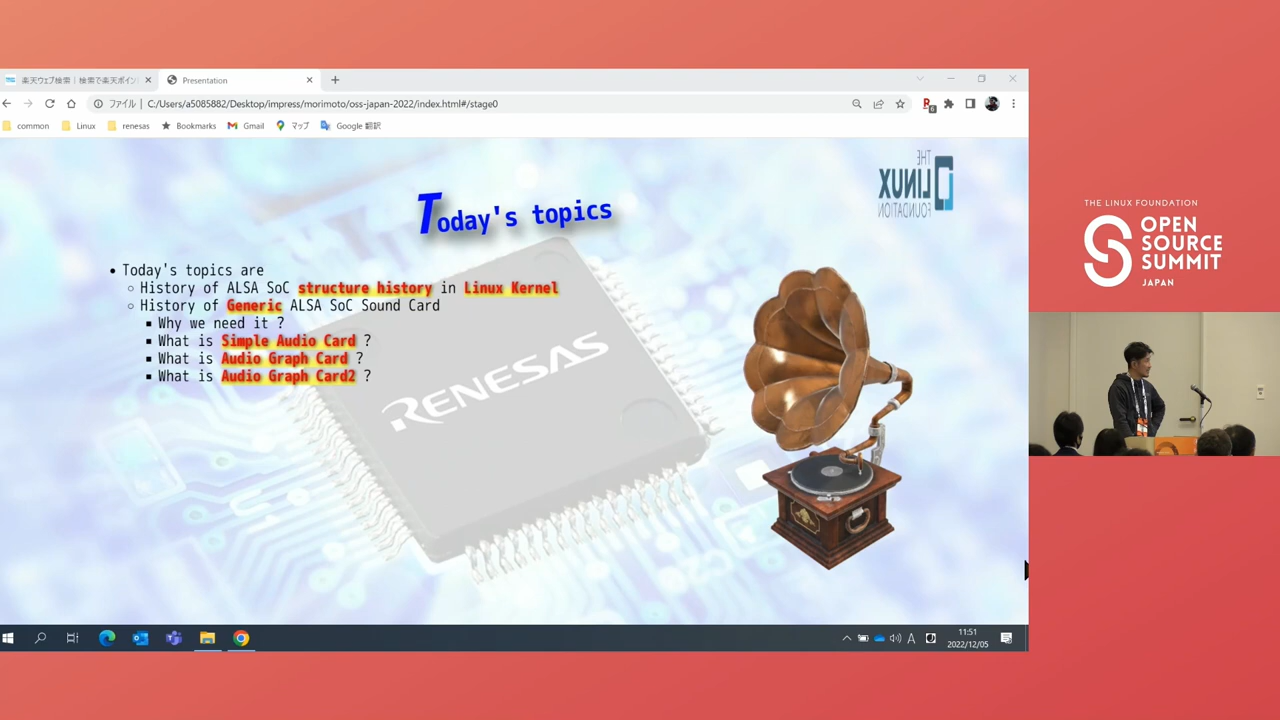 楽天ウェブ検索 | 検索で楽天ポイン
Presentation
ファイル | C:/Users/a5085882/Desktop/impress/morimoto/oss-japan-2022/index.html#/stage0
common
Linux
renesas
Bookmarks
Gmail
マップ
Google 翻訳
THE LINUX FOUNDATION
Today's topics
• Today's topics are
○ History of ALSA SoC structure history in Linux Kernel
○ History of Generic ALSA SoC Sound Card
▪ Why we need it ?
▪ What is Simple Audio Card ?
▪ What is Audio Graph Card ?
▪ What is Audio Graph Card2 ?
RENESAS
A
11:51
2022/12/05
THE LINUX FOUNDATION
OPEN
SOURCE
SUMMIT
JAPAN